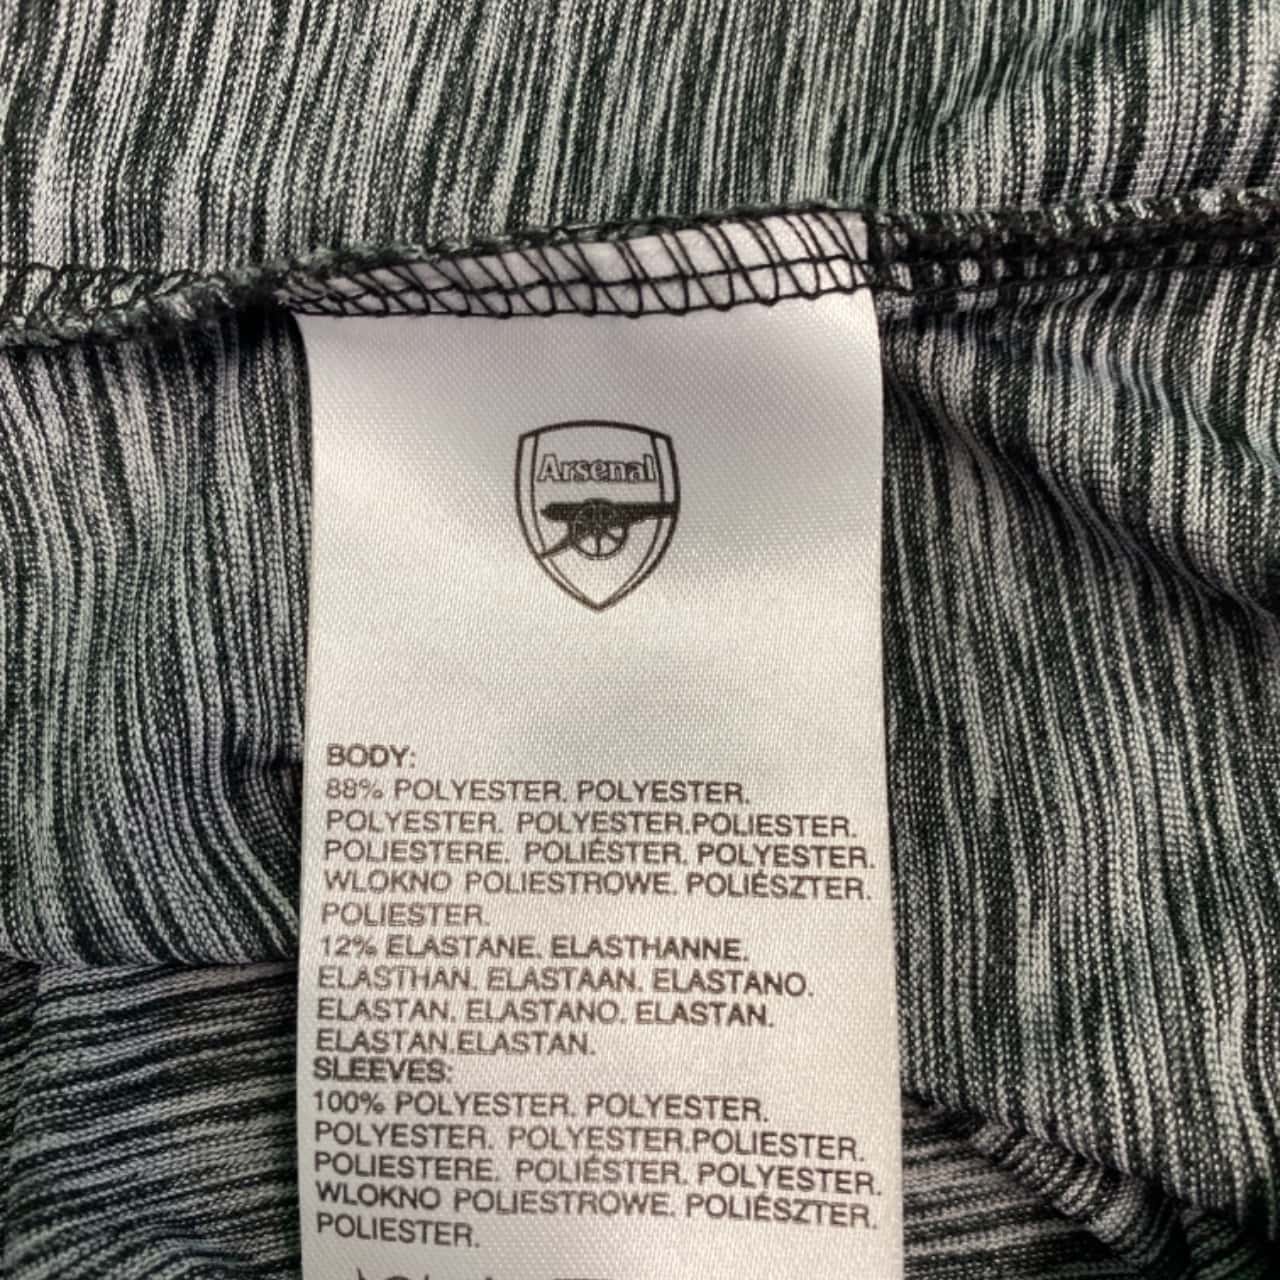 Arsenal
BODY:
88% POLYESTER. POLYESTER.
POLYESTER. POLYESTER.POLIESTER.
POLIESTERE. POLIÉSTER. POLYESTER.
WLOKNO POLIESTROWE. POLIÉSZTER.
POLIESTER.
12% ELASTANE. ELASTHANNE.
ELASTHAN. ELASTAAN. ELASTANO.
ELASTAN. ELASTANO. ELASTAN.
ELASTAN.ELASTAN.
SLEEVES:
100% POLYESTER. POLYESTER.
POLYESTER. POLYESTER.POLIESTER.
POLIESTERE. POLIÉSTER. POLYESTER.
WLOKNO POLIESTROWE. POLIÉSZTER.
POLIESTER.